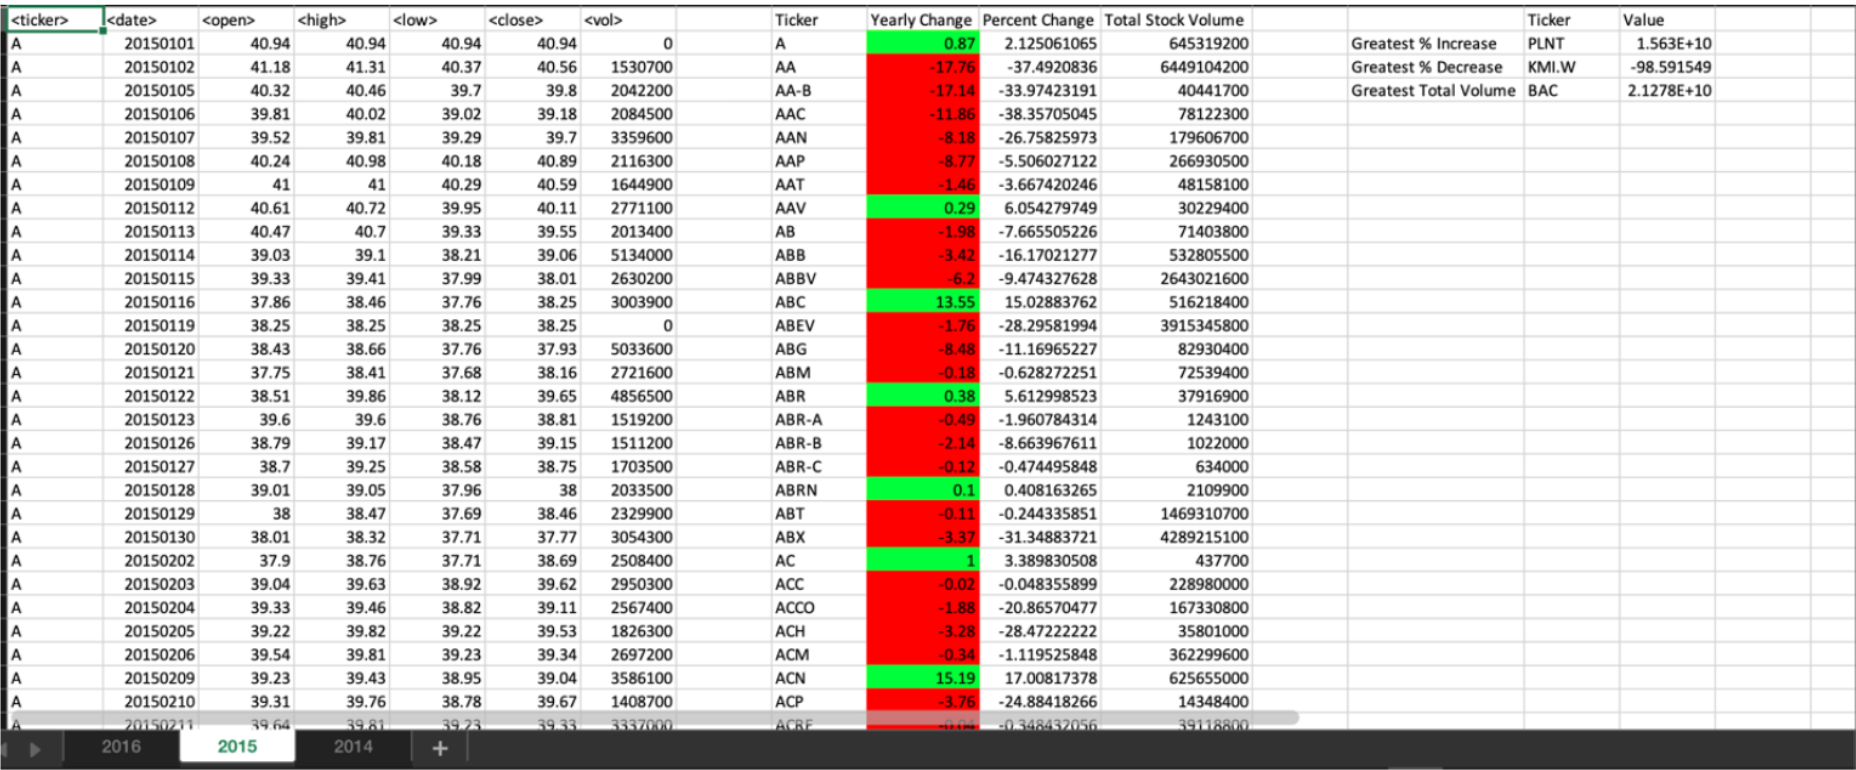 <ticker> <date> <open> <high> <low> <close> <vol> Ticker Yearly Change Percent Change Total Stock Volume Ticker Value
A 20150101 40.94 40.94 40.94 40.94 0 A 0.87 2.125061065 645319200 Greatest % Increase PLNT 1.563E+10
A 20150102 41.18 41.31 40.37 40.56 1530700 AA -17.76 -37.4920836 6449104200 Greatest % Decrease KMI.W -98.591549
A 20150105 40.32 40.46 39.7 39.8 2042200 AA-B -17.14 -33.97423191 40441700 Greatest Total Volume BAC 2.1278E+10
A 20150106 39.81 40.02 39.02 39.18 2084500 AAC -11.86 -38.35705045 78122300
A 20150107 39.52 39.81 39.29 39.7 3359600 AAN -8.18 -26.75825973 179606700
A 20150108 40.24 40.98 40.18 40.89 2116300 AAP -8.77 -5.506027122 266930500
A 20150109 41 41 40.29 40.59 1644900 AAT -1.46 -3.667420246 48158100
A 20150112 40.61 40.72 39.95 40.11 2771100 AAV 0.29 6.054279749 30229400
A 20150113 40.47 40.7 39.33 39.55 2013400 AB -1.98 -7.665505226 71403800
A 20150114 39.03 39.1 38.21 39.06 5134000 ABB -3.42 -16.17021277 532805500
A 20150115 39.33 39.41 37.99 38.01 2630200 ABBV -6.2 -9.474327628 2643021600
A 20150116 37.86 38.46 37.76 38.25 3003900 ABC 13.55 15.02883762 516218400
A 20150119 38.25 38.25 38.25 38.25 0 ABEV -1.76 -28.29581994 3915345800
A 20150120 38.43 38.66 37.76 37.93 5033600 ABG -8.48 -11.16965227 82930400
A 20150121 37.75 38.41 37.68 38.16 2721600 ABM -0.18 -0.628272251 72539400
A 20150122 38.51 39.86 38.12 39.65 4856500 ABR 0.38 5.612998523 37916900
A 20150123 39.6 39.6 38.76 38.81 1519200 ABR-A -0.49 -1.960784314 1243100
A 20150126 38.79 39.17 38.47 39.15 1511200 ABR-B -2.14 -8.663967611 1022000
A 20150127 38.7 39.25 38.58 38.75 1703500 ABR-C -0.12 -0.474495848 634000
A 20150128 39.01 39.05 37.96 38 2033500 ABRN 0.1 0.408163265 2109900
A 20150129 38 38.47 37.69 38.46 2329900 ABT -0.11 -0.244335851 1469310700
A 20150130 38.01 38.32 37.71 37.77 3054300 ABX -3.37 -31.34883721 4289215100
A 20150202 37.9 38.76 37.71 38.69 2508400 AC 1 3.389830508 437700
A 20150203 39.04 39.63 38.92 39.62 2950300 ACC -0.02 -0.048355899 228980000
A 20150204 39.33 39.46 38.82 39.11 2567400 ACCO -1.88 -20.86570477 167330800
A 20150205 39.22 39.82 39.22 39.53 1826300 ACH -3.28 -28.47222222 35801000
A 20150206 39.54 39.81 39.23 39.34 2697200 ACM -0.34 -1.119525848 362299600
A 20150209 39.23 39.43 38.95 39.04 3586100 ACN 15.19 17.00817378 625655000
A 20150210 39.31 39.76 38.78 39.67 1408700 ACP -3.76 -24.88418266 14348400
A 20150211 39.64 39.81 39.23 39.33 3337000 ACRE -0.04 -0.348432056 39118800
2016 2015 2014 +